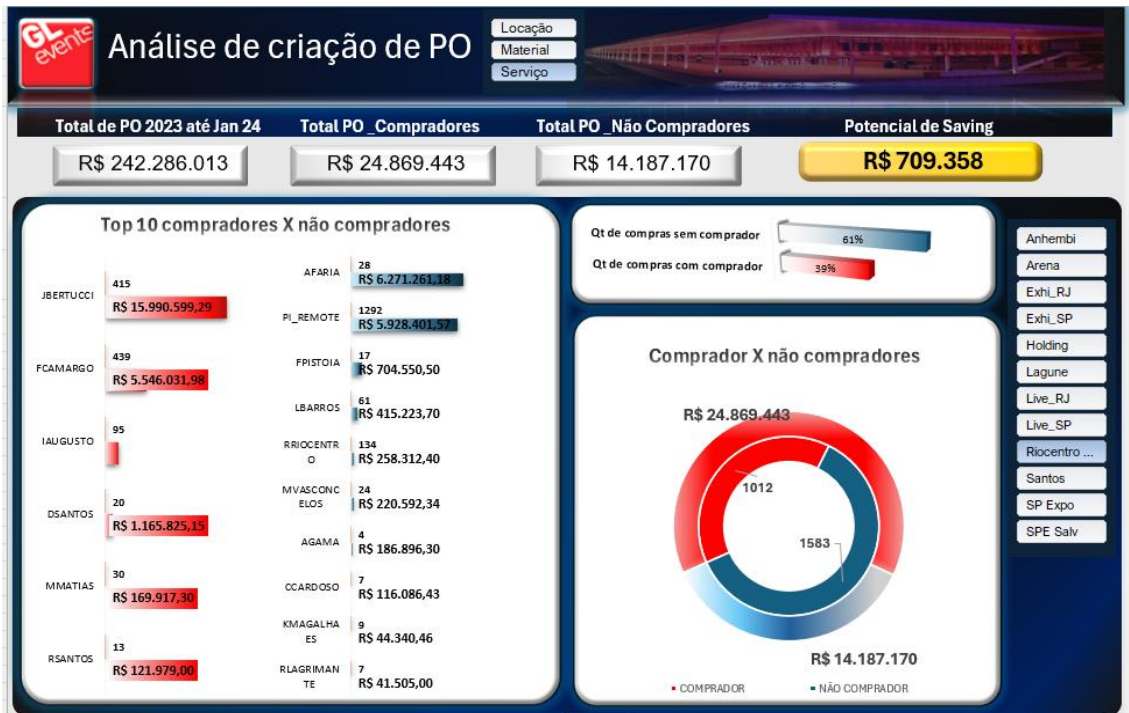 GL
events
Análise de criação de PO
Locação
Material
Serviço
Total de PO 2023 até Jan 24
Total PO _Compradores
Total PO _Não Compradores
Potencial de Saving
R$ 242.286.013
R$ 24.869.443
R$ 14.187.170
R$ 709.358
Top 10 compradores X não compradores
JBERTUCCI
415
R$ 15.990.599,29
FCAMARGO
439
R$ 5.546.031,98
IAUGUSTO
95
DSANTOS
20
R$ 1.165.825,15
MMATIAS
30
R$ 169.917,30
RSANTOS
13
R$ 121.979,00
AFARIA
28
R$ 6.271.261,18
PI_REMOTE
1292
R$ 5.928.401,57
FPISTOIA
17
R$ 704.550,50
LBARROS
61
R$ 415.223,70
RRIOCENTR
O
134
R$ 258.312,40
MVASCONC
ELOS
24
R$ 220.592,34
AGAMA
4
R$ 186.896,30
CCARDOSO
7
R$ 116.086,43
KMAGALHA
ES
9
R$ 44.340,46
RLAGRIMAN
TE
7
R$ 41.505,00
Qt de compras sem comprador
61%
Qt de compras com comprador
39%
Comprador X não compradores
R$ 24.869.443
1012
1583
R$ 14.187.170
COMPRADOR
NÃO COMPRADOR
Anhembi
Arena
Exhi_RJ
Exhi_SP
Holding
Lagune
Live_RJ
Live_SP
Riocentro ...
Santos
SP Expo
SPE Salv